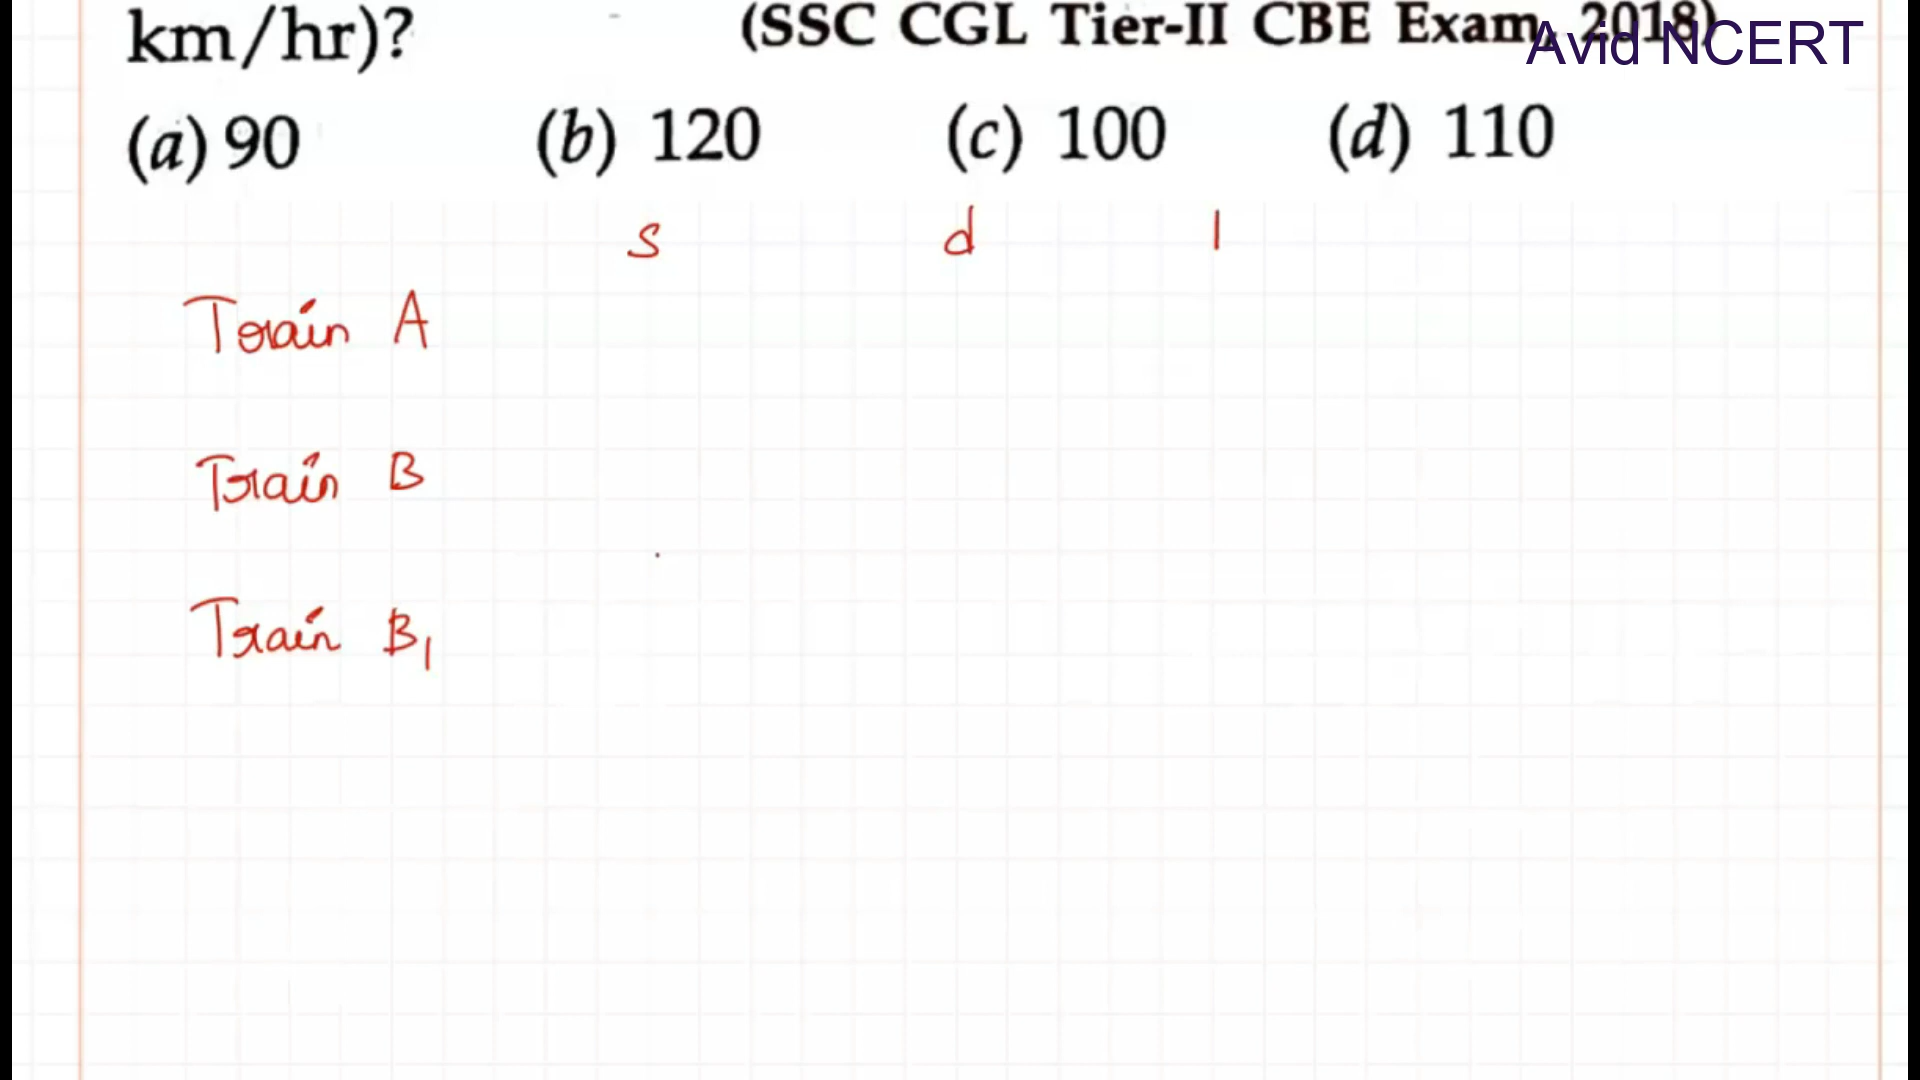 km/hr)? (SSC CGL Tier-II CBE Exam, 2018)
Avid NCERT
(a) 90 (b) 120 (c) 100 (d) 110
s d
Train A
Train B
Train B₁